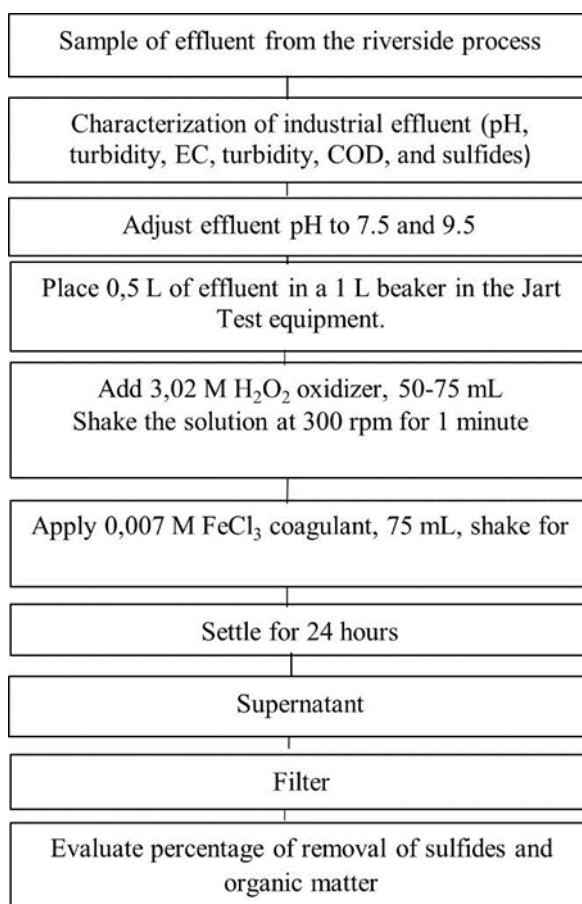 Sample of effluent from the riverside process
Characterization of industrial effluent (pH,
turbidity, EC, turbidity, COD, and sulfides)
Adjust effluent pH to 7.5 and 9.5
Place 0,5 L of effluent in a 1 L beaker in the Jart
Test equipment.
Add 3,02 M H₂O₂ oxidizer, 50-75 mL
Shake the solution at 300 rpm for 1 minute
Apply 0,007 M FeCl₃ coagulant, 75 mL, shake for
Settle for 24 hours
Supernatant
Filter
Evaluate percentage of removal of sulfides and
organic matter